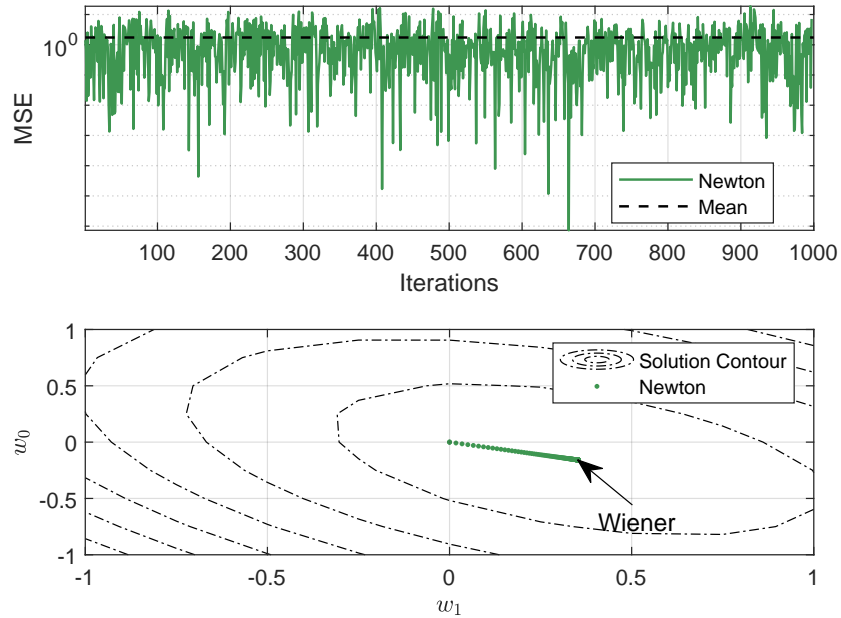 10^0
MSE
Newton
Mean
100 200 300 400 500 600 700 800 900 1000
Iterations
1
0.5
0
-0.5
-1
w_0
Solution Contour
Newton
Wiener
-1 -0.5 0 0.5 1
w_1